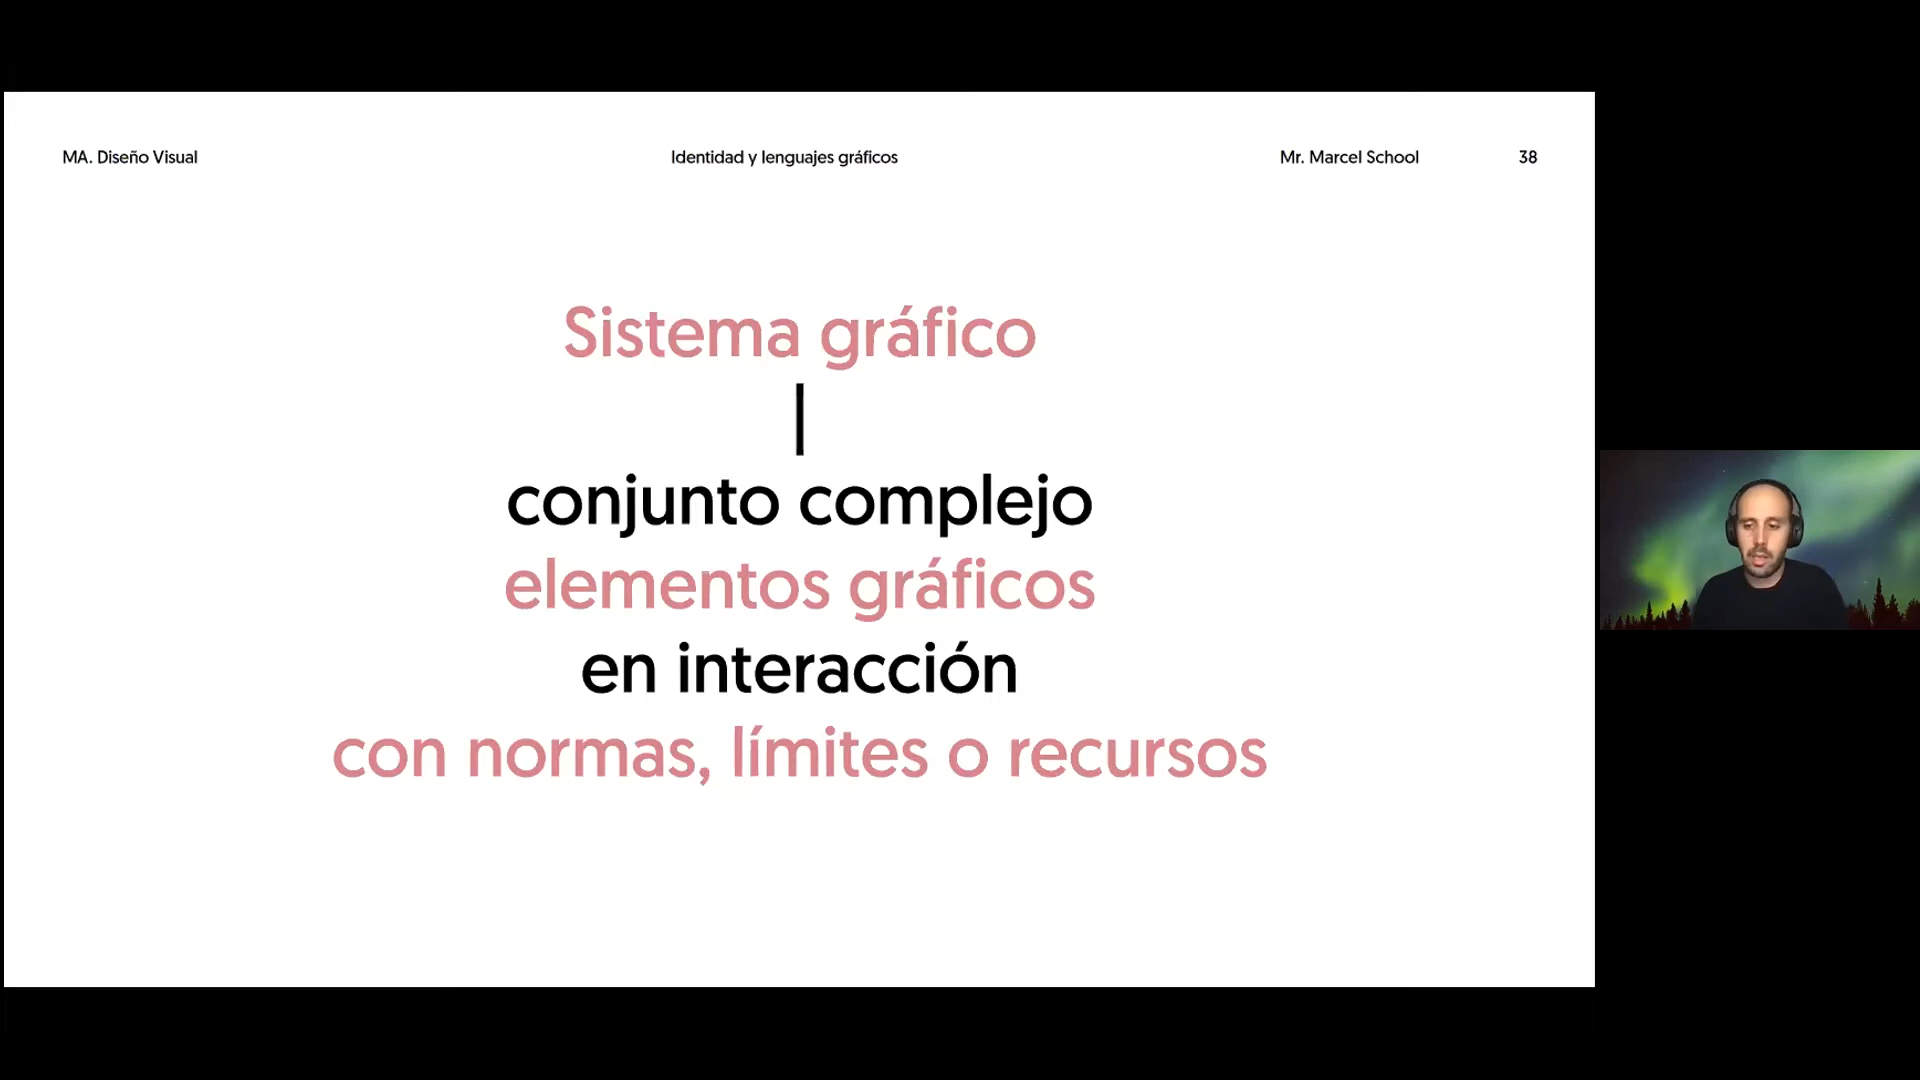 MA. Diseño Visual
Identidad y lenguajes gráficos
Mr. Marcel School
38
Sistema gráfico
|
conjunto complejo
elementos gráficos
en interacción
con normas, límites o recursos